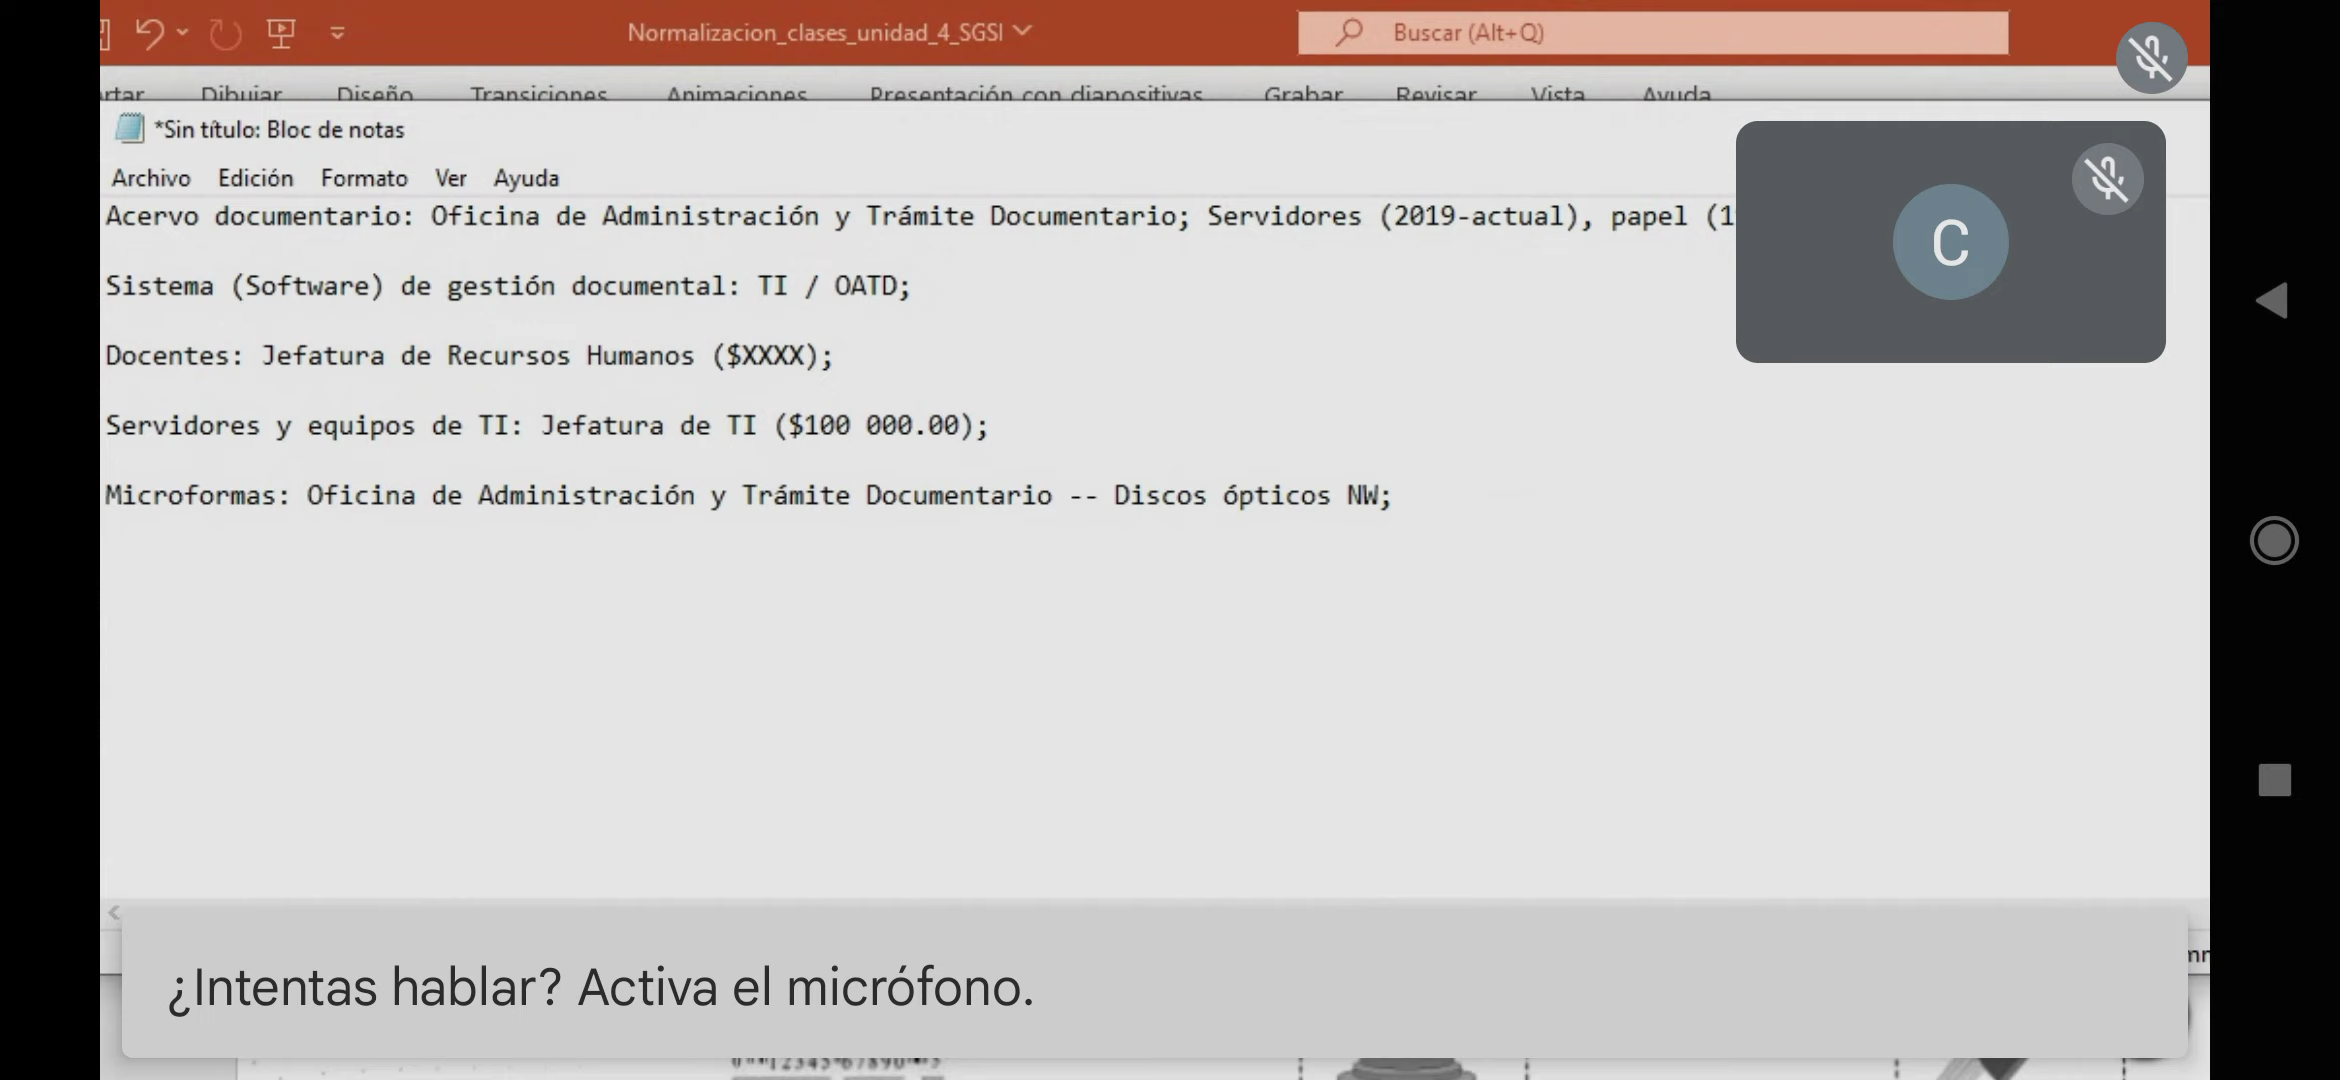 Normalizacion_clases_unidad_4_SGSI
Buscar (Alt+Q)
Dibujar Diseño Transiciones Animaciones Presentación con diapositivas Grabar Revisar Vista Ayuda
*Sin título: Bloc de notas
Archivo Edición Formato Ver Ayuda
Acervo documentario: Oficina de Administración y Trámite Documentario; Servidores (2019-actual), papel (1
C
Sistema (Software) de gestión documental: TI / OATD;
Docentes: Jefatura de Recursos Humanos ($XXXX);
Servidores y equipos de TI: Jefatura de TI ($100 000.00);
Microformas: Oficina de Administración y Trámite Documentario -- Discos ópticos NW;
¿Intentas hablar? Activa el micrófono.